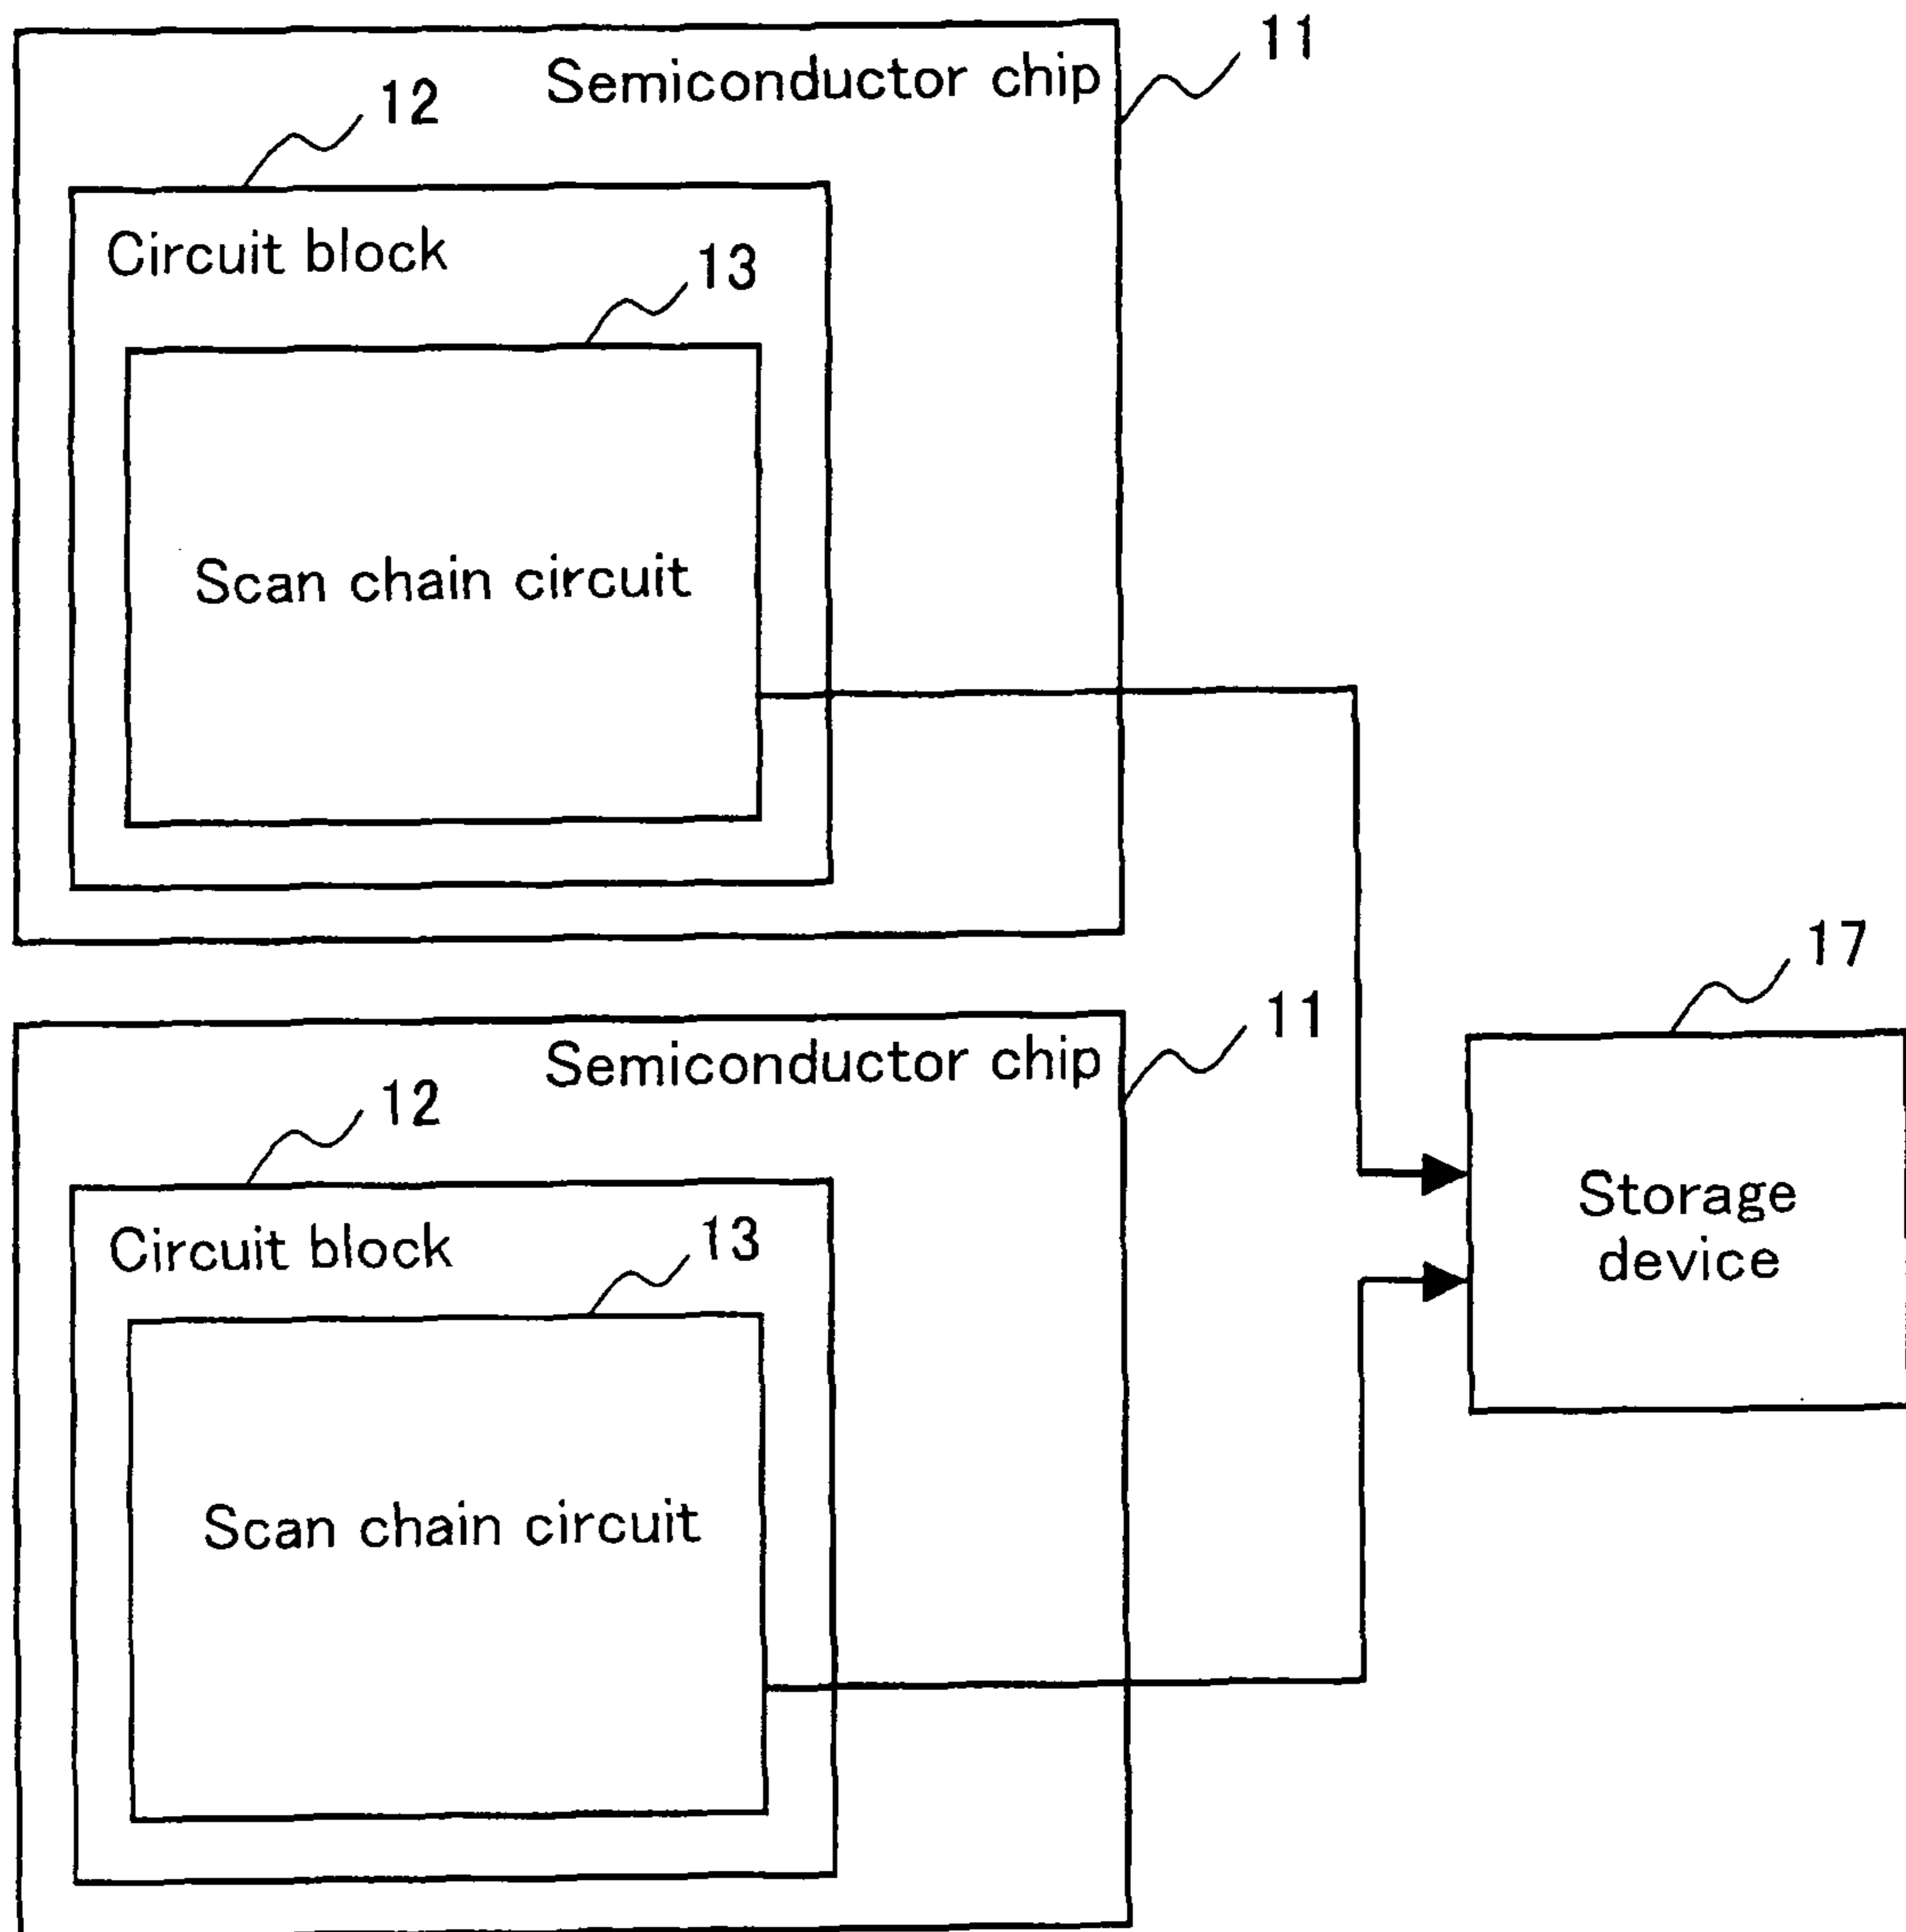 11
Semiconductor chip
12
Circuit block
13
Scan chain circuit
17
11
Semiconductor chip
12
Circuit block
13
Storage
device
Scan chain circuit